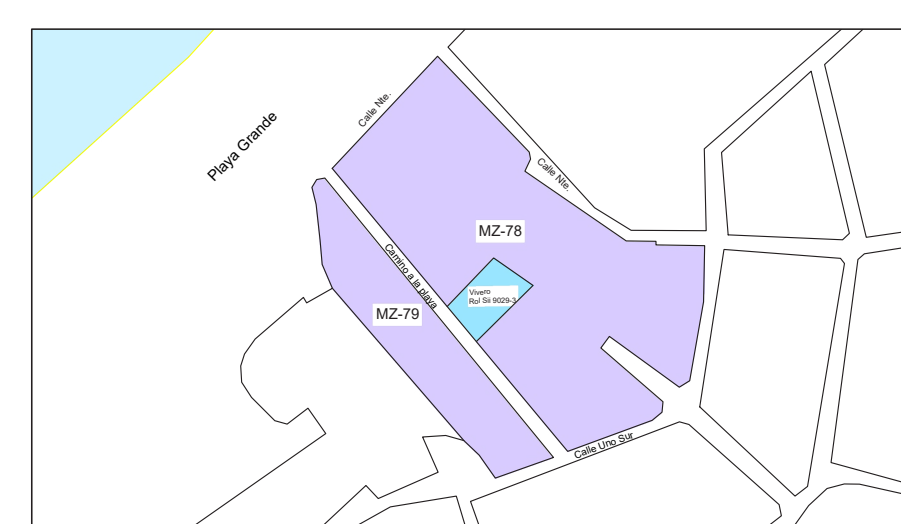 Calle Nte.
Playa Grande
Calle Nte.
MZ-78
Camino a la playa
Vivero
Rol Sii 9029-3
MZ-79
Calle Uno Sur